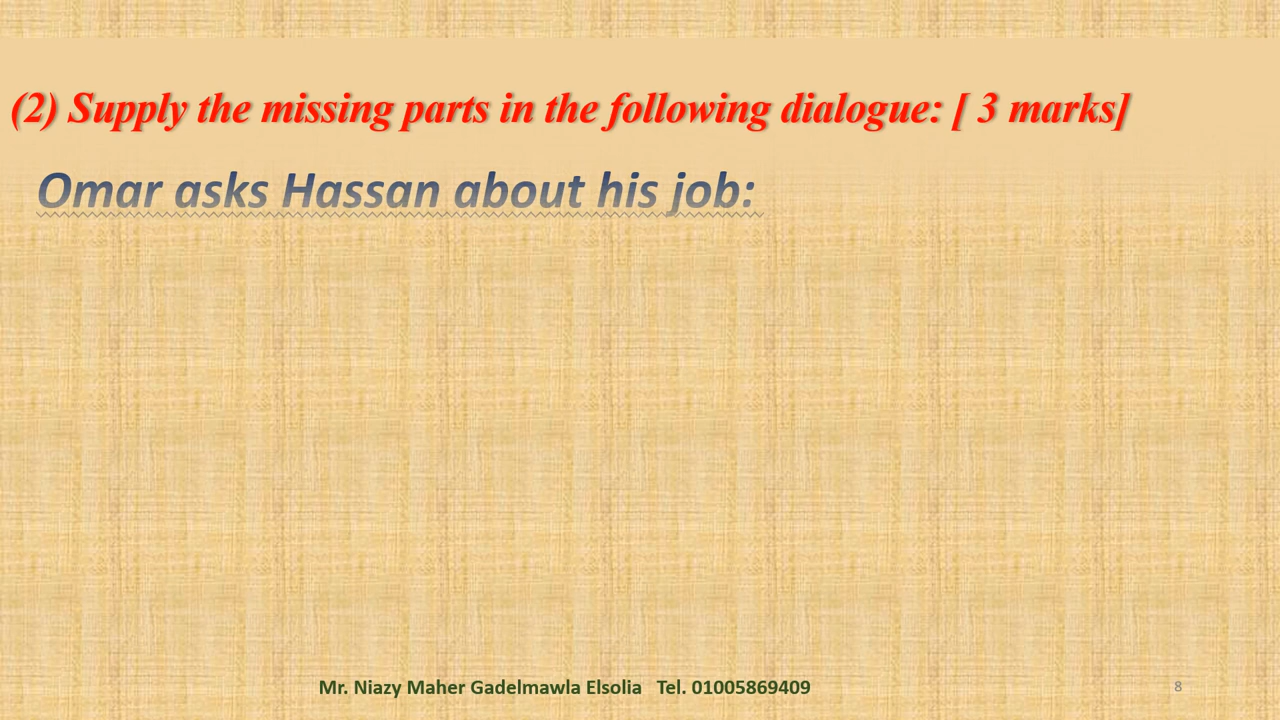 (2) Supply the missing parts in the following dialogue: [ 3 marks]
Omar asks Hassan about his job:
Mr. Niazy Maher Gadelmawla Elsolia Tel. 01005869409
8